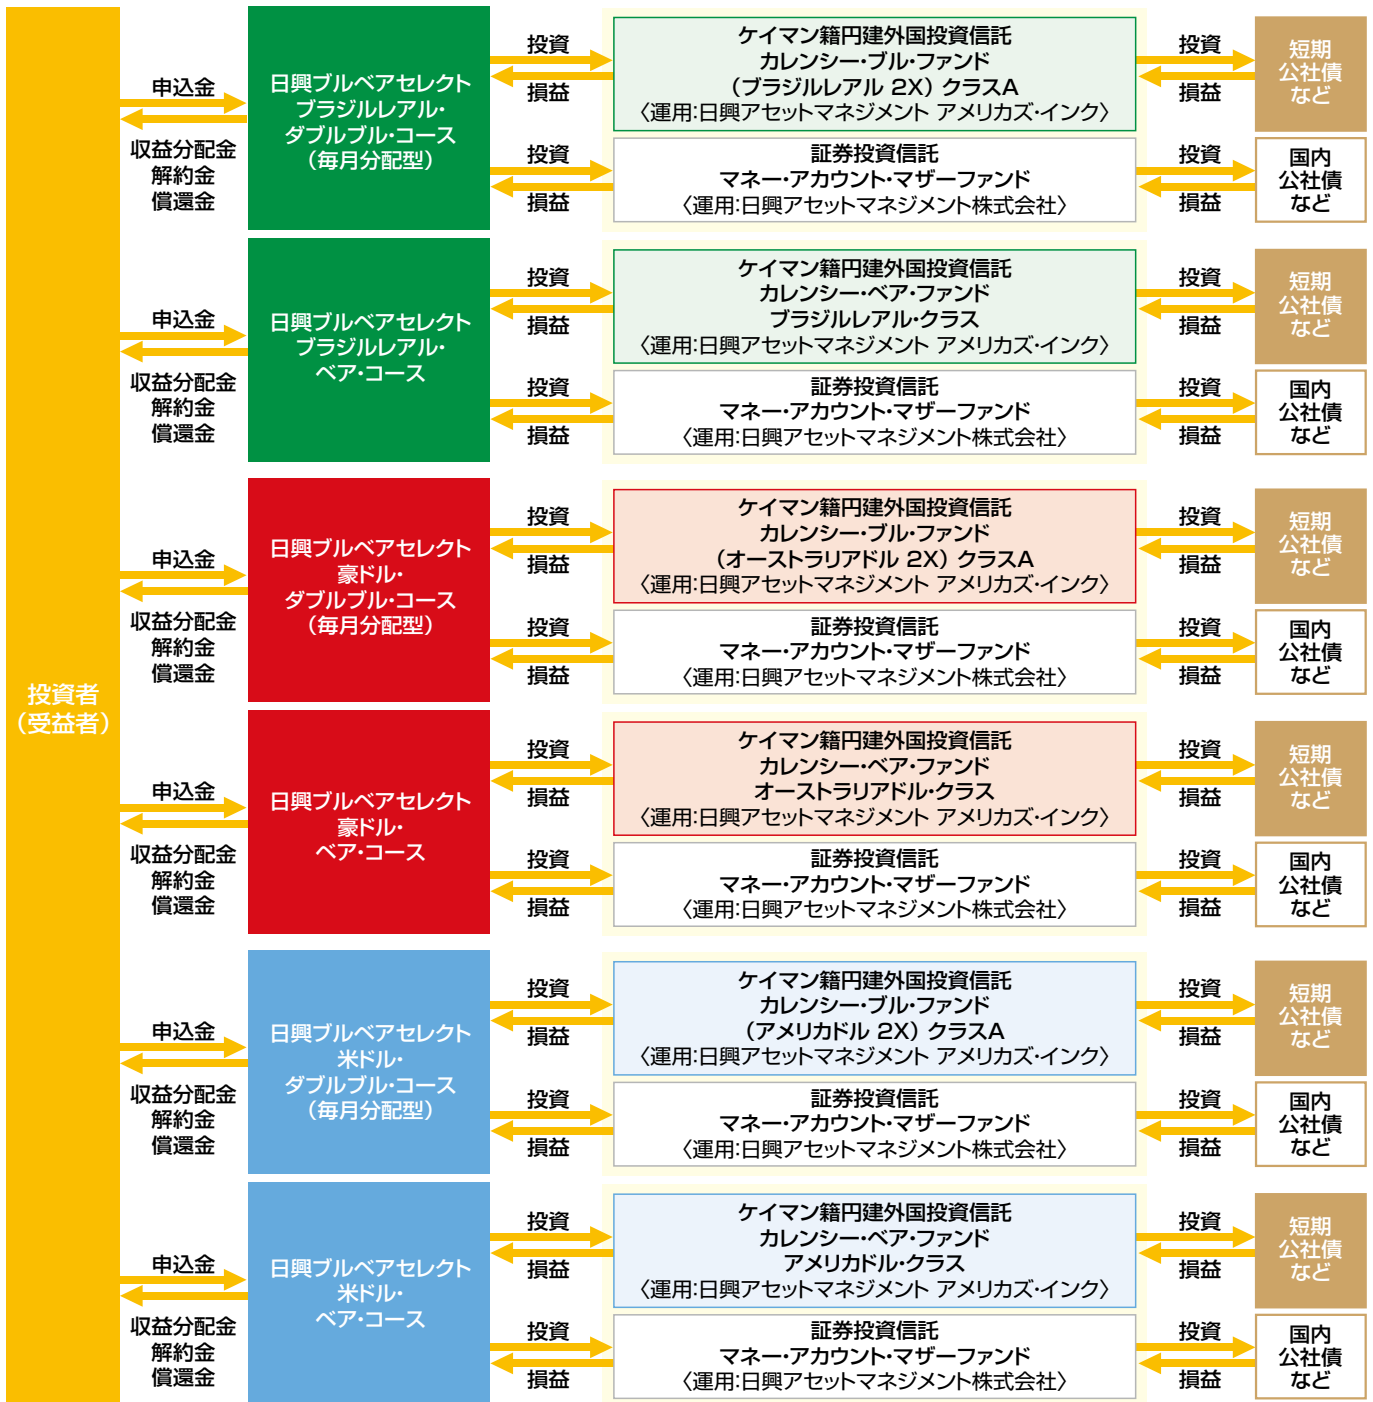 投資者
（受益者）
申込金
収益分配金
解約金
償還金
日興ブルベアセレクト
ブラジルレアル・
ダブルブル・コース
（毎月分配型）
投資
損益
ケイマン籍円建外国投資信託
カレンシー・ブル・ファンド
（ブラジルレアル 2X）クラスA
〈運用:日興アセットマネジメント アメリカズ・インク〉
投資
損益
短期
公社債
など
投資
損益
証券投資信託
マネー・アカウント・マザーファンド
〈運用:日興アセットマネジメント株式会社〉
投資
損益
国内
公社債
など
申込金
収益分配金
解約金
償還金
日興ブルベアセレクト
ブラジルレアル・
ベア・コース
投資
損益
ケイマン籍円建外国投資信託
カレンシー・ベア・ファンド
ブラジルレアル・クラス
〈運用:日興アセットマネジメント アメリカズ・インク〉
投資
損益
短期
公社債
など
投資
損益
証券投資信託
マネー・アカウント・マザーファンド
〈運用:日興アセットマネジメント株式会社〉
投資
損益
国内
公社債
など
申込金
収益分配金
解約金
償還金
日興ブルベアセレクト
豪ドル・
ダブルブル・コース
（毎月分配型）
投資
損益
ケイマン籍円建外国投資信託
カレンシー・ブル・ファンド
（オーストラリアドル 2X）クラスA
〈運用:日興アセットマネジメント アメリカズ・インク〉
投資
損益
短期
公社債
など
投資
損益
証券投資信託
マネー・アカウント・マザーファンド
〈運用:日興アセットマネジメント株式会社〉
投資
損益
国内
公社債
など
申込金
収益分配金
解約金
償還金
日興ブルベアセレクト
豪ドル・
ベア・コース
投資
損益
ケイマン籍円建外国投資信託
カレンシー・ベア・ファンド
オーストラリアドル・クラス
〈運用:日興アセットマネジメント アメリカズ・インク〉
投資
損益
短期
公社債
など
投資
損益
証券投資信託
マネー・アカウント・マザーファンド
〈運用:日興アセットマネジメント株式会社〉
投資
損益
国内
公社債
など
申込金
収益分配金
解約金
償還金
日興ブルベアセレクト
米ドル・
ダブルブル・コース
（毎月分配型）
投資
損益
ケイマン籍円建外国投資信託
カレンシー・ブル・ファンド
（アメリカドル 2X）クラスA
〈運用:日興アセットマネジメント アメリカズ・インク〉
投資
損益
短期
公社債
など
投資
損益
証券投資信託
マネー・アカウント・マザーファンド
〈運用:日興アセットマネジメント株式会社〉
投資
損益
国内
公社債
など
申込金
収益分配金
解約金
償還金
日興ブルベアセレクト
米ドル・
ベア・コース
投資
損益
ケイマン籍円建外国投資信託
カレンシー・ベア・ファンド
アメリカドル・クラス
〈運用:日興アセットマネジメント アメリカズ・インク〉
投資
損益
短期
公社債
など
投資
損益
証券投資信託
マネー・アカウント・マザーファンド
〈運用:日興アセットマネジメント株式会社〉
投資
損益
国内
公社債
など